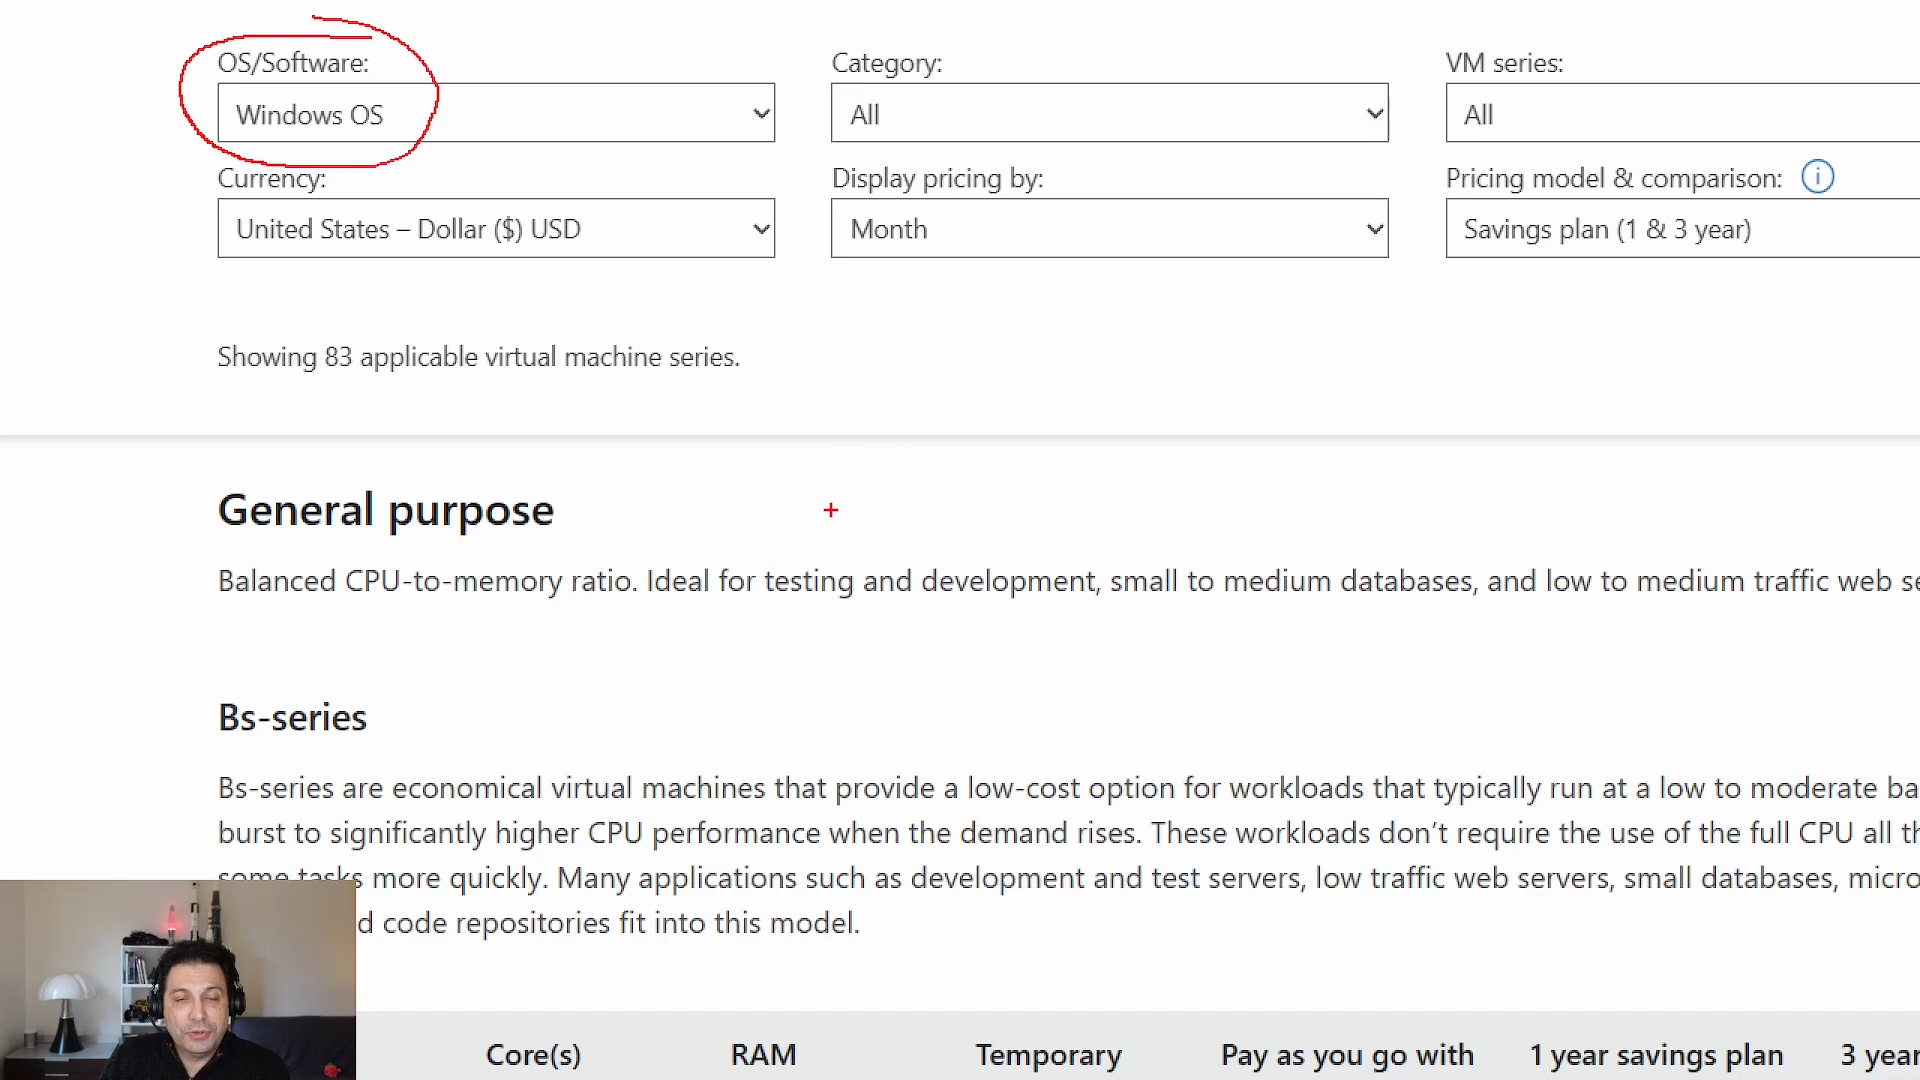 OS/Software:
Category:
VM series:
Windows OS
All
All
Currency:
Display pricing by:
Pricing model & comparison:
United States – Dollar ($) USD
Month
Savings plan (1 & 3 year)
Showing 83 applicable virtual machine series.
General purpose
Balanced CPU-to-memory ratio. Ideal for testing and development, small to medium databases, and low to medium traffic web se
Bs-series
Bs-series are economical virtual machines that provide a low-cost option for workloads that typically run at a low to moderate ba
burst to significantly higher CPU performance when the demand rises. These workloads don’t require the use of the full CPU all th
some tasks more quickly. Many applications such as development and test servers, low traffic web servers, small databases, micro
d code repositories fit into this model.
Core(s)
RAM
Temporary
Pay as you go with
1 year savings plan
3 year